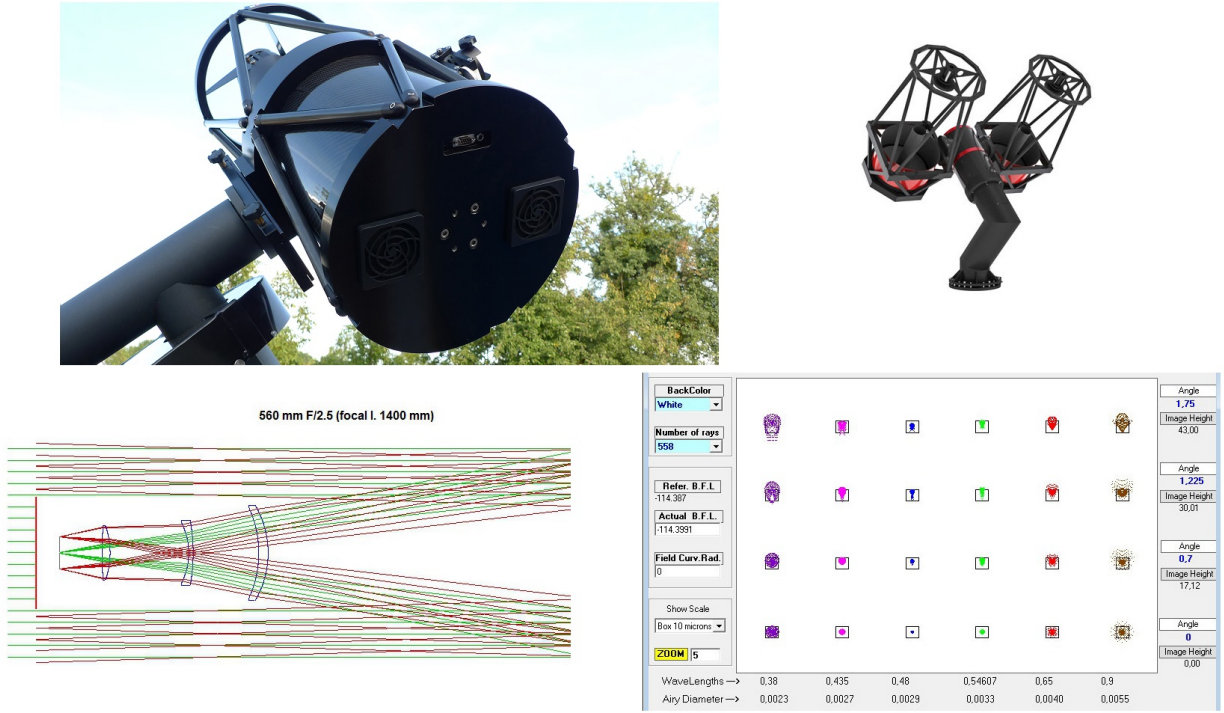 560 mm F/2.5 (focal l. 1400 mm)
BackColor
White
Number of rays
558
Refer. B.F.L
-114.387
Actual B.F.L.
-114.3991
Field Curv.Rad.
0
Show Scale
Box 10 microns
ZOOM 5
Angle
1,75
Image Height
43,00
Angle
1,225
Image Height
30,01
Angle
0,7
Image Height
17,12
Angle
0
Image Height
0,00
WaveLengths --> 0,38 0,435 0,48 0,54607 0,65 0,9
Airy Diameter--> 0,0023 0,0027 0,0029 0,0033 0,0040 0,0055